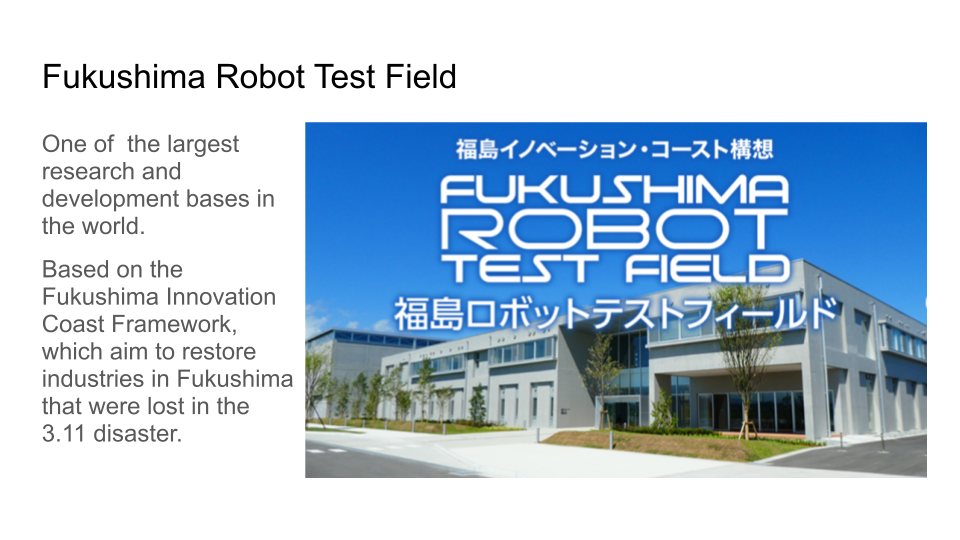 Fukushima Robot Test Field
One of  the largest
research and
development bases in
the world.
Based on the
Fukushima Innovation
Coast Framework,
which aim to restore
industries in Fukushima
that were lost in the
3.11 disaster.
福島イノベーション・コースト構想
FUKUSHIMA
ROBOT
TEST FIELD
福島ロボットテストフィールド